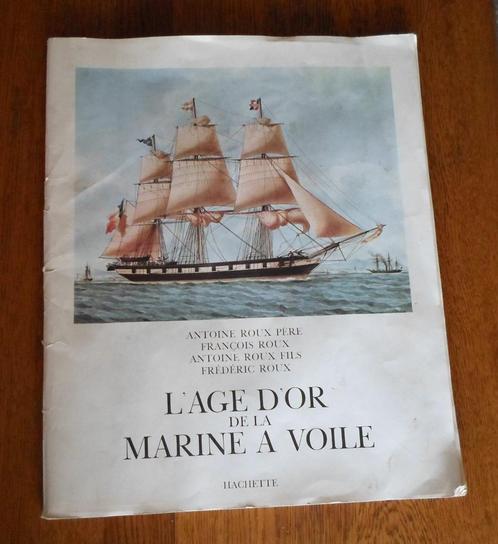 ANTOINE ROUX PÈRE
FRANÇOIS ROUX
ANTOINE ROUX FILS
FRÉDÉRIC ROUX
L'AGE D'OR
DE LA
MARINE A VOILE
HACHETTE